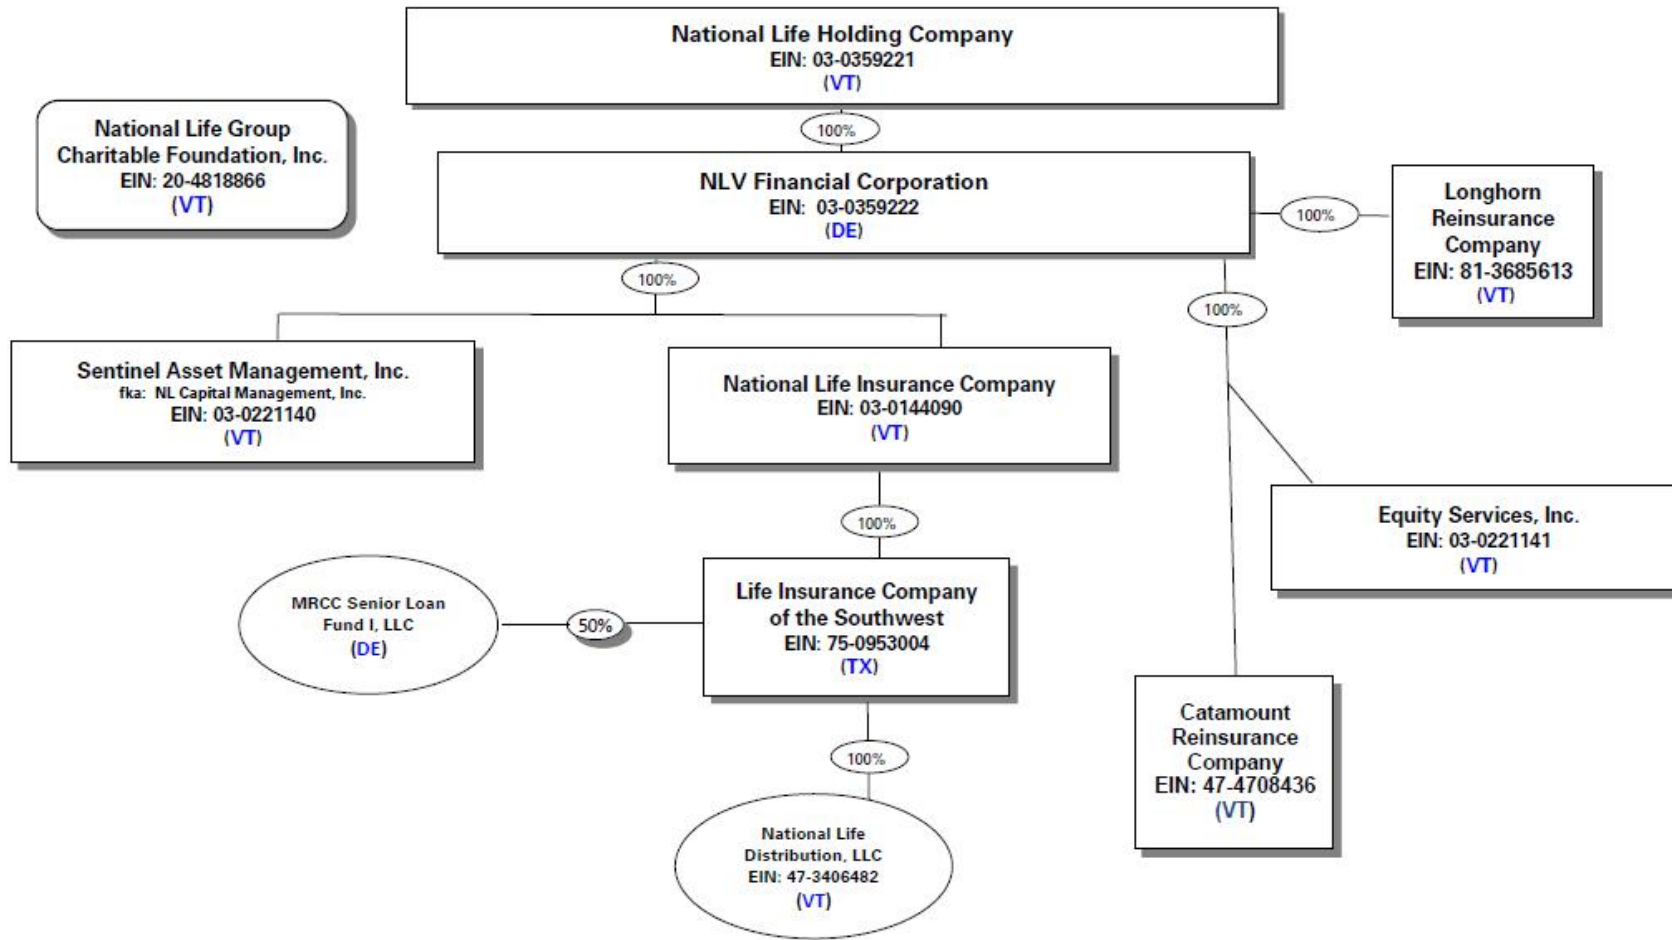 National Life Holding Company
EIN: 03-0359221
(VT)
100%
National Life Group
Charitable Foundation, Inc.
EIN: 20-4818866
(VT)
NLV Financial Corporation
EIN: 03-0359222
(DE)
100%
Longhorn
Reinsurance
Company
EIN: 81-3685613
(VT)
100%
100%
Sentinel Asset Management, Inc.
fka: NL Capital Management, Inc.
EIN: 03-0221140
(VT)
National Life Insurance Company
EIN: 03-0144090
(VT)
100%
Equity Services, Inc.
EIN: 03-0221141
(VT)
MRCC Senior Loan
Fund I, LLC
(DE)
50%
Life Insurance Company
of the Southwest
EIN: 75-0953004
(TX)
Catamount
Reinsurance
Company
EIN: 47-4708436
(VT)
100%
National Life
Distribution, LLC
EIN: 47-3406482
(VT)